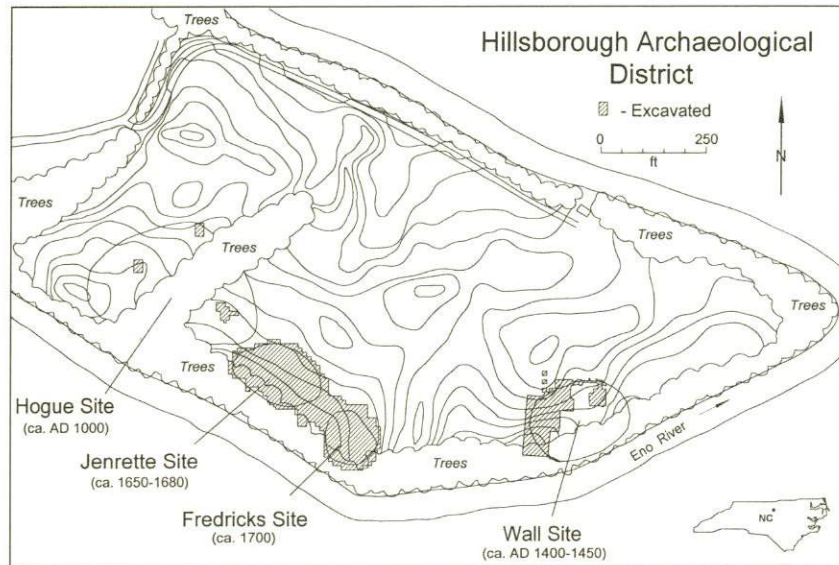 Trees
Hillsborough Archaeological
District
- Excavated
0 250
ft
N
Trees
Trees
Trees
Trees
Trees
Hogue Site
(ca. AD 1000)
Jenrette Site
(ca. 1650-1680)
Fredricks Site
(ca. 1700)
Trees
Wall Site
(ca. AD 1400-1450)
Eno River
NC